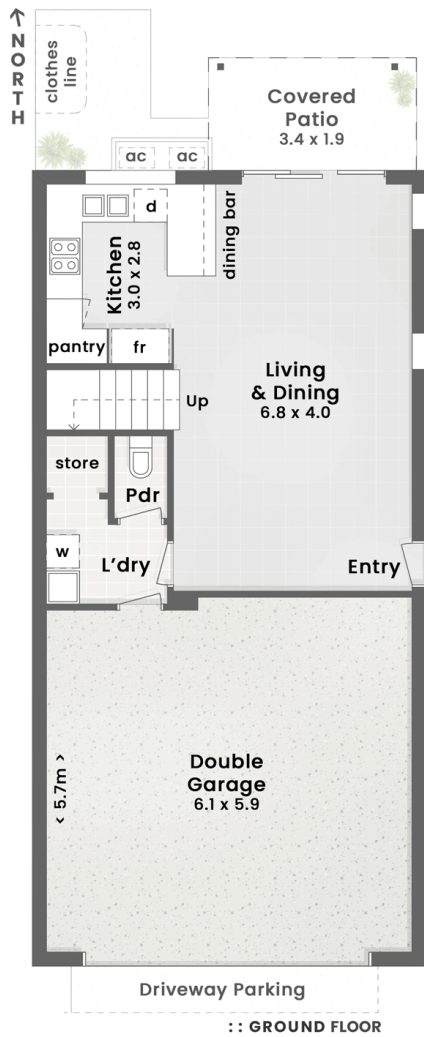 NORTH
clothes
line
Covered
Patio
3.4 x 1.9
ac
ac
d
dining bar
Kitchen
3.0 x 2.8
pantry
fr
Living
& Dining
6.8 x 4.0
Up
store
Pdr
w
L'dry
Entry
Double
Garage
6.1 x 5.9
< 5.7m >
Driveway Parking
:: GROUND FLOOR